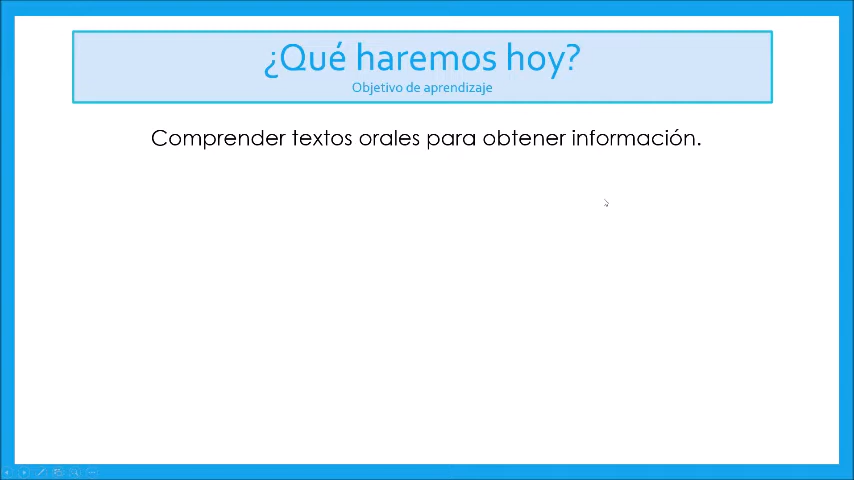 ¿Qué haremos hoy?
Objetivo de aprendizaje
Comprender textos orales para obtener información.